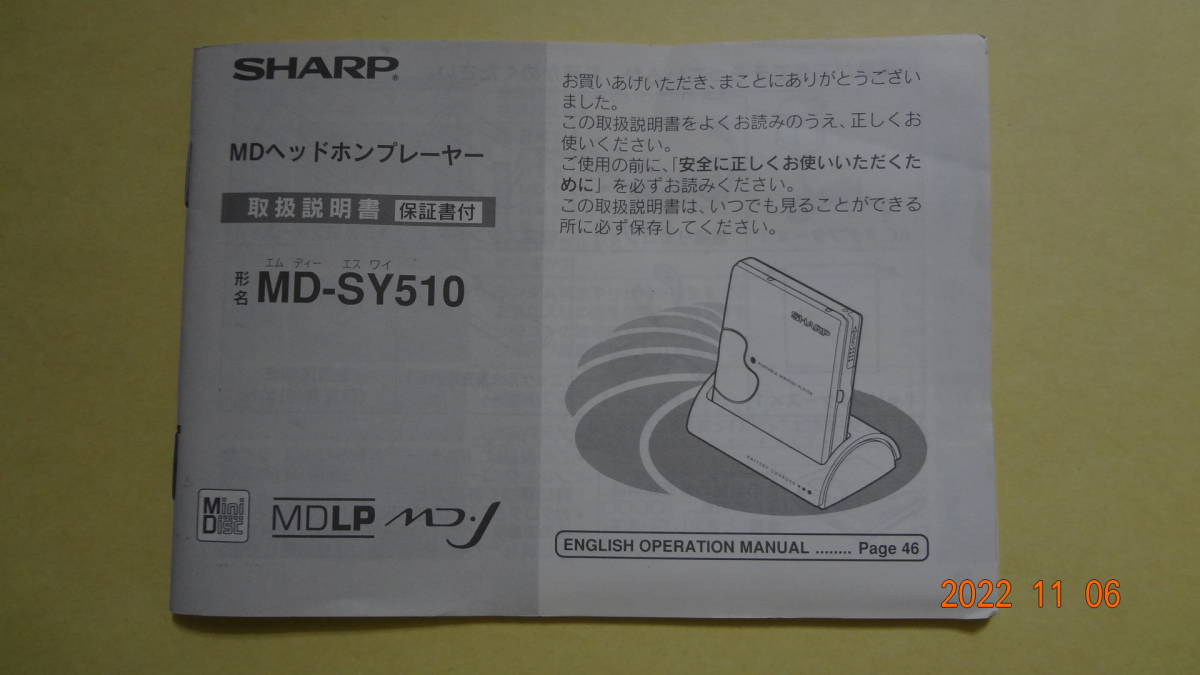 SHARP®
MDヘッドホンプレーヤー
取扱説明書 保証書付
エム ディー エス ワイ
形名 MD-SY510
Mini Disc
MDLP MD・J
お買いあげいただき、まことにありがとうござい
ました。
この取扱説明書をよくお読みのうえ、正しくお
使いください。
ご使用の前に、「安全に正しくお使いいただくた
めに」を必ずお読みください。
この取扱説明書は、いつでも見ることができる
所に必ず保存してください。
SHARP
PORTABLE MINIDISC PLAYER
BATTERY CHARGER
ENGLISH OPERATION MANUAL ........ Page 46
2022 11 06